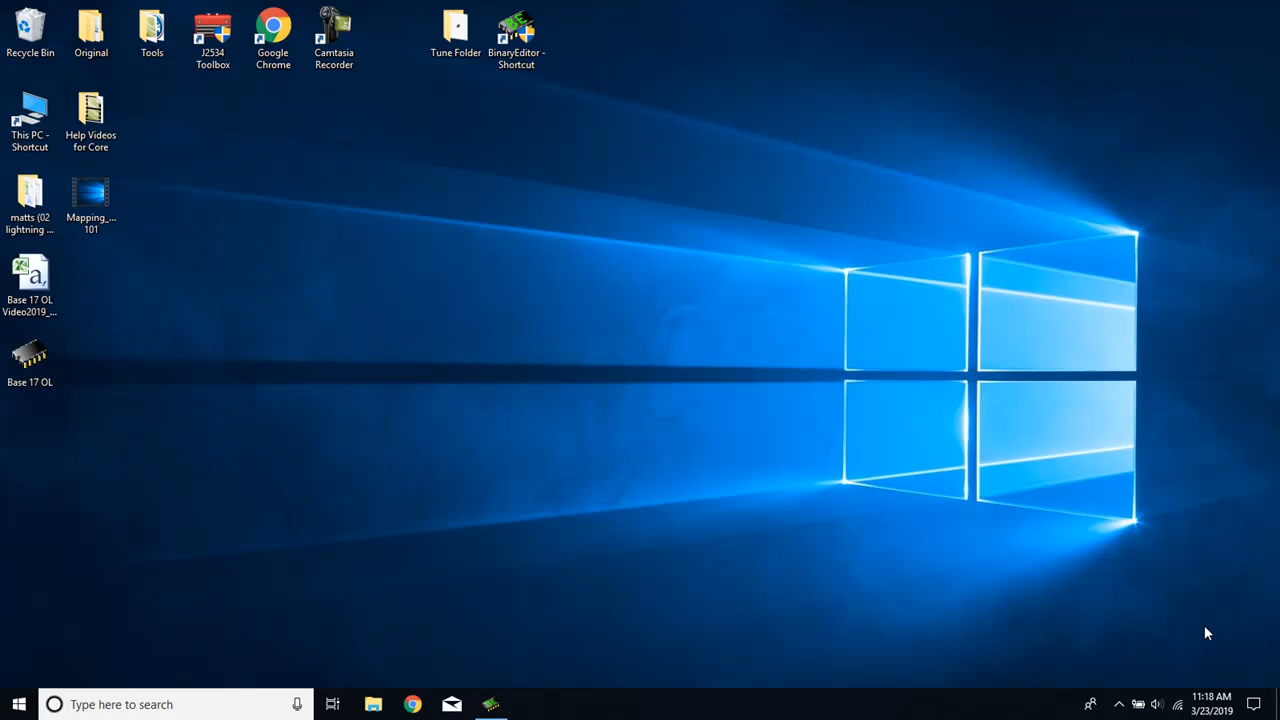 Recycle Bin
Original
Tools
J2534
Toolbox
Google
Chrome
Camtasia
Recorder
Tune Folder
BinaryEditor -
Shortcut
This PC -
Shortcut
Help Videos
for Core
matts (02
lightning ...
Mapping_...
101
Base 17 OL
Video2019_...
Base 17 OL
Type here to search
11:18 AM
3/23/2019